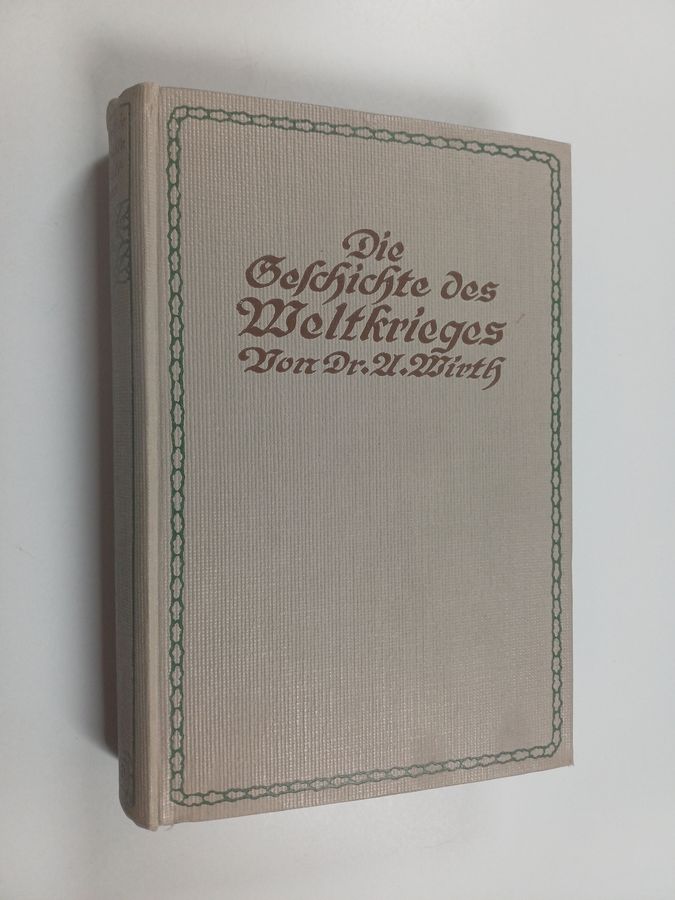 Die
Geschichte des
Weltkrieges
Von Dr. A. Wirth